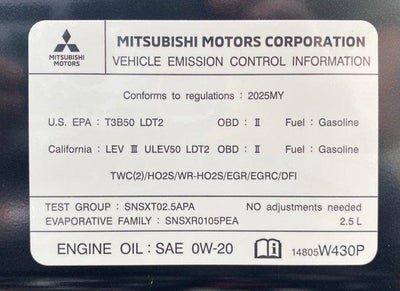 MITSUBISHI MOTORS
MITSUBISHI MOTORS CORPORATION
VEHICLE EMISSION CONTROL INFORMATION
Conforms to regulations : 2025MY
U.S. EPA : T3B50 LDT2 OBD : Ⅱ Fuel : Gasoline
California : LEV Ⅲ ULEV50 LDT2 OBD : Ⅱ Fuel : Gasoline
TWC(2)/HO2S/WR-HO2S/EGR/EGRC/DFI
TEST GROUP : SNSXT02.5APA NO adjustments needed
EVAPORATIVE FAMILY : SNSXR0105PEA 2.5 L
ENGINE OIL : SAE 0W-20 14805W430P